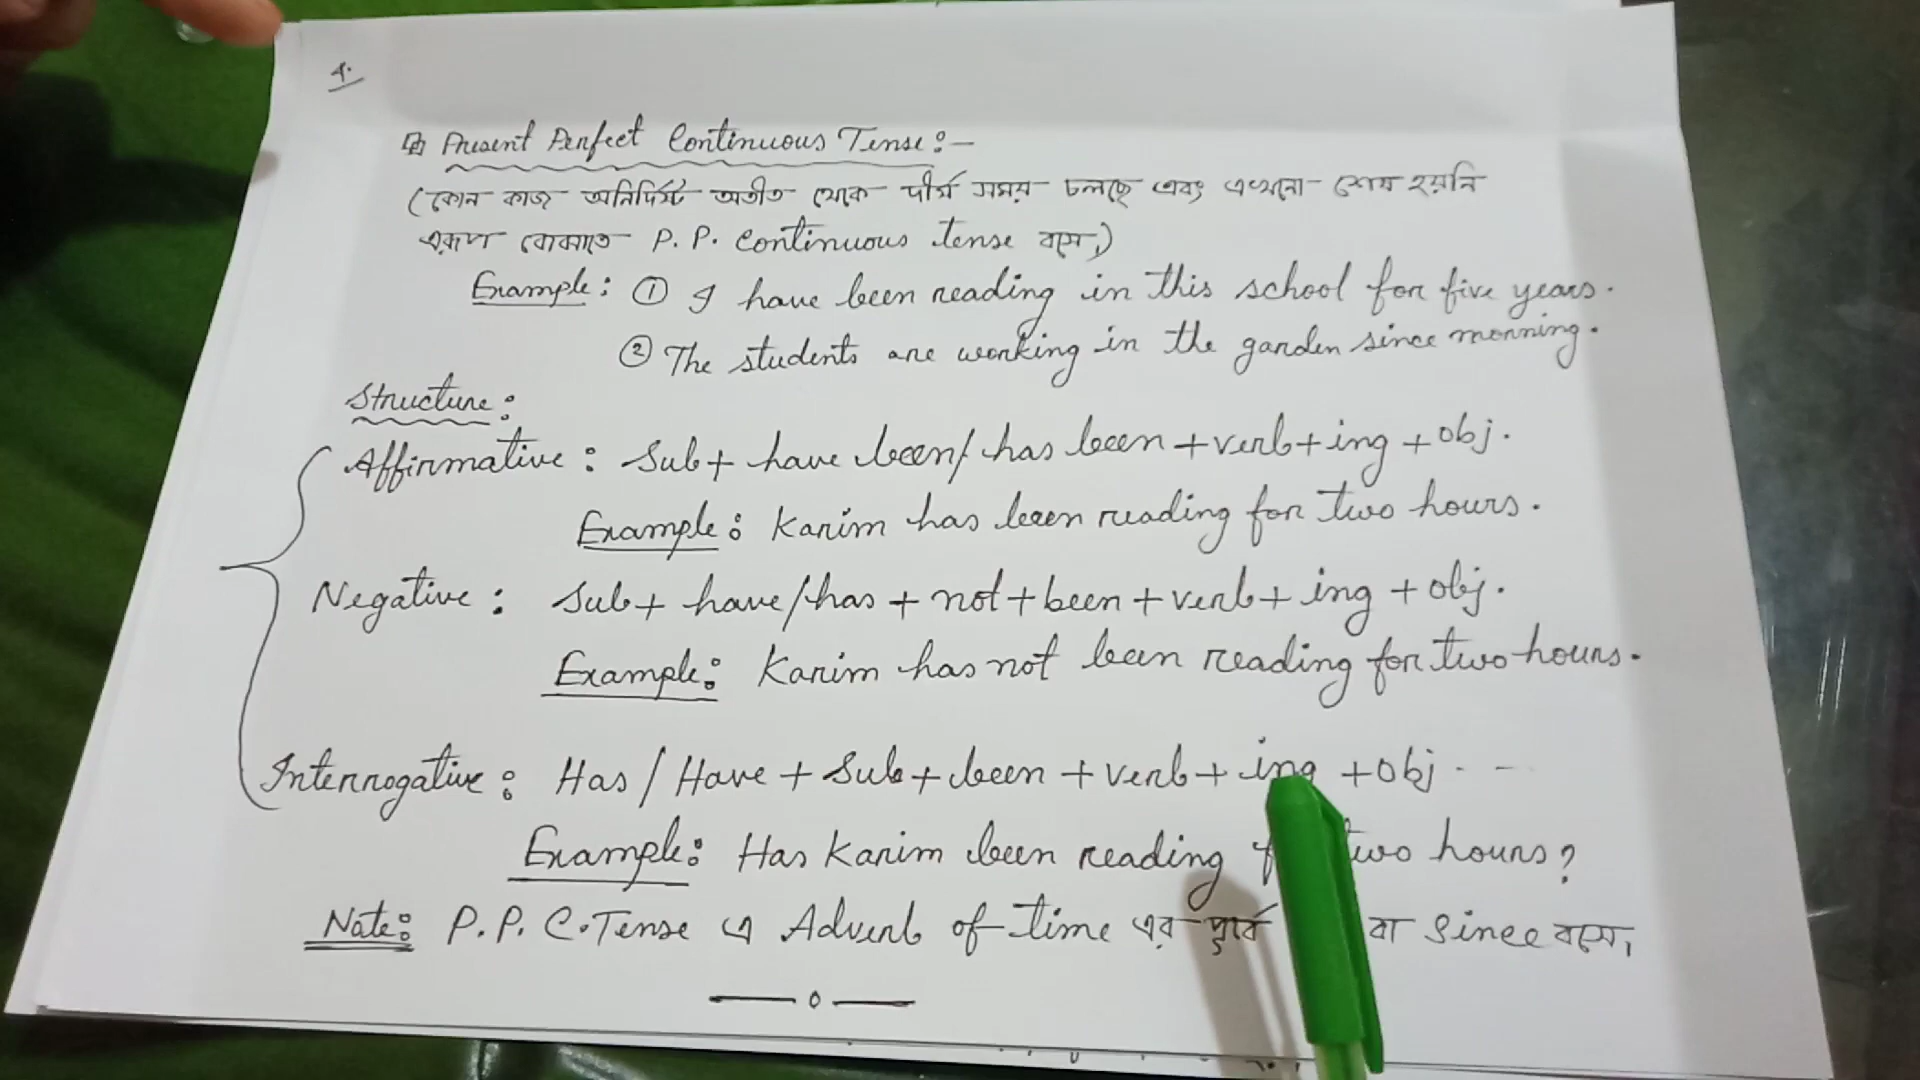 4.
Present Perfect Continuous Tense:-
(কোন কাজ অনির্দিষ্ট অতীত থেকে দীর্ঘ সময় চলছে এবং এখনো শেষ হয়নি
এরূপ বোঝাতে P. P. Continuous tense বসে।)
Example: ① I have been reading in this school for five years.
② The students are working in the garden since morning.
Structure:
Affirmative: Sub + have been/has been + verb + ing + obj.
Example: Karim has been reading for two hours.
Negative: Sub + have/has + not + been + verb + ing + obj.
Example: Karim has not been reading for two hours.
Interrogative: Has/Have + Sub + been + verb + ing + obj. --
Example: Has Karim been reading two hours?
Note: P.P.C. Tense এ Adverb of time এর পূর্বে বা since বসে।